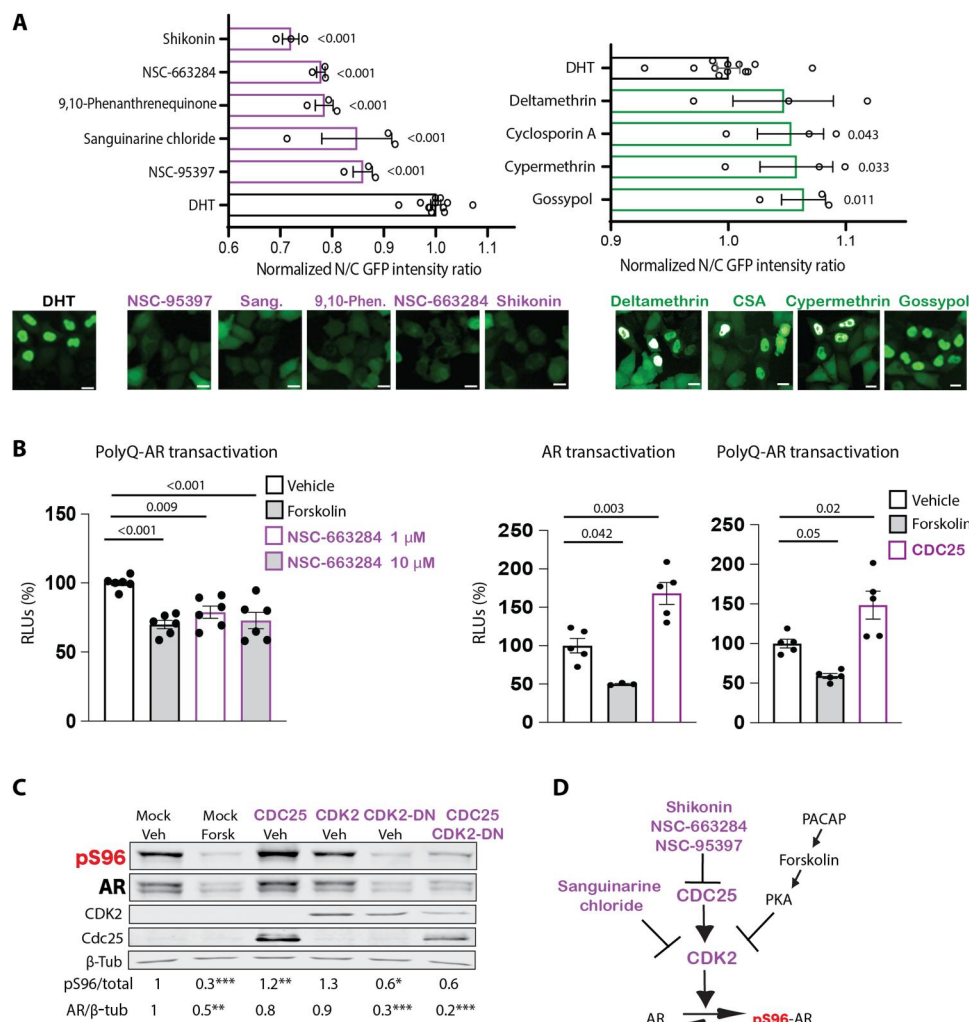 A
Shikonin
<0.001
NSC-663284
<0.001
9,10-Phenanthrenequinone
<0.001
Sanguinarine chloride
<0.001
NSC-95397
<0.001
DHT
0.6 0.7 0.8 0.9 1.0 1.1
Normalized N/C GFP intensity ratio
DHT
Deltamethrin
Cyclosporin A
0.043
Cypermethrin
0.033
Gossypol
0.011
0.9 1.0 1.1
Normalized N/C GFP intensity ratio
DHT NSC-95397 Sang. 9,10-Phen. NSC-663284 Shikonin
Deltamethrin CSA Cypermethrin Gossypol
B
PolyQ-AR transactivation
<0.001
0.009
<0.001
Vehicle
Forskolin
NSC-663284 1 µM
NSC-663284 10 µM
150
100
50
0
RLUs (%)
AR transactivation
0.003
0.042
250
200
150
100
50
0
RLUs (%)
PolyQ-AR transactivation
0.02
0.05
250
200
150
100
50
0
Vehicle
Forskolin
CDC25
C
Mock Mock CDC25 CDK2 CDK2-DN CDC25
Veh Forsk Veh Veh Veh CDK2-DN
pS96
AR
CDK2
Cdc25
β-Tub
pS96/total 1 0.3*** 1.2** 1.3 0.6* 0.6
AR/β-tub 1 0.5** 0.8 0.9 0.3*** 0.2***
D
Shikonin
NSC-663284
NSC-95397
PACAP
Forskolin
PKA
Sanguinarine
chloride
CDC25
CDK2
AR pS96-AR